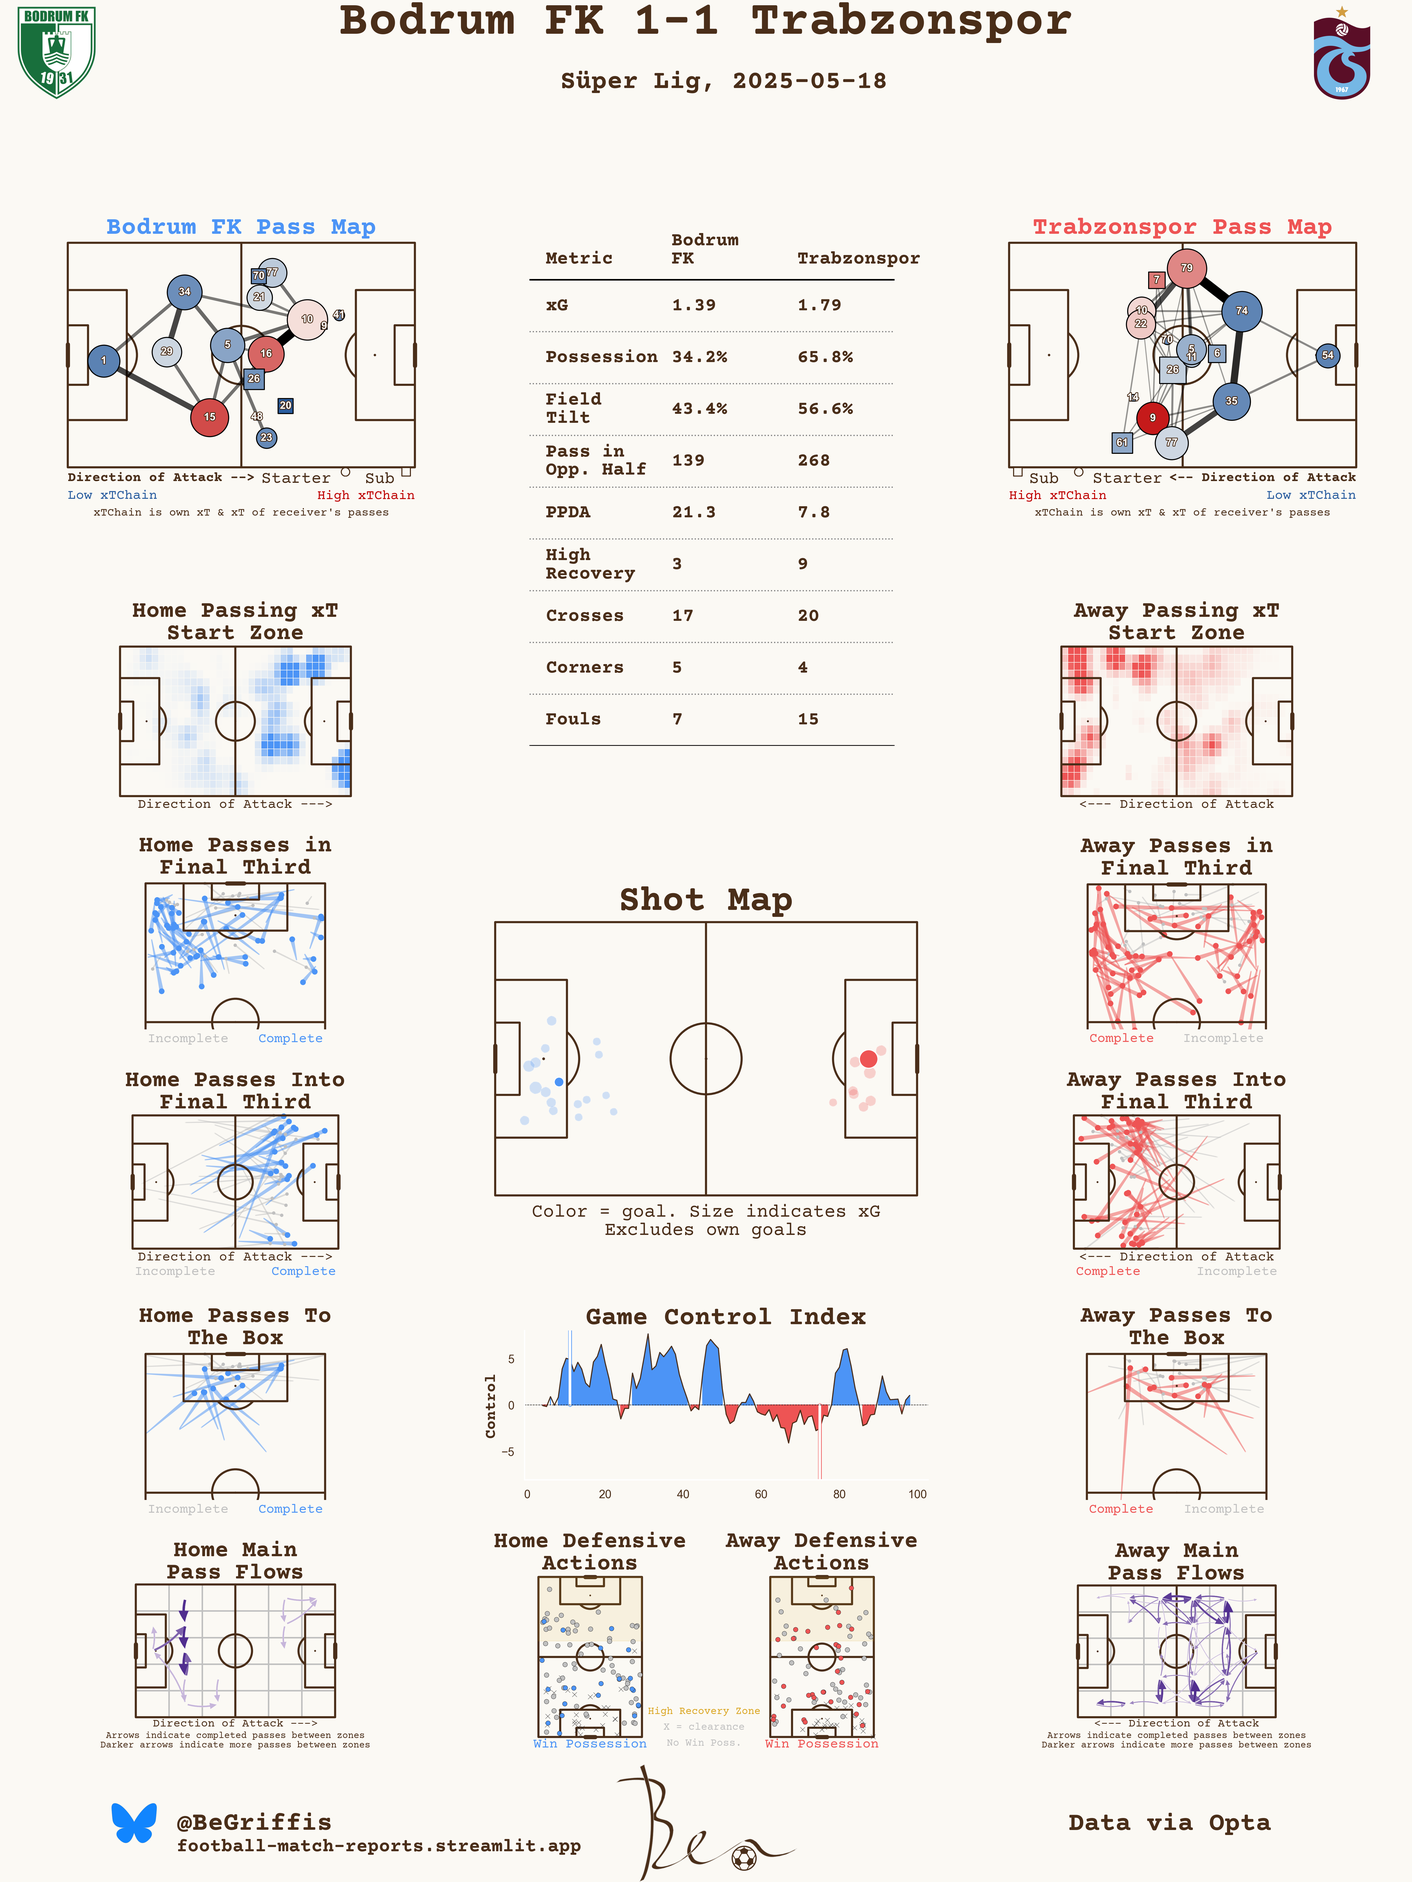 Bodrum FK 1-1 Trabzonspor
Süper Lig, 2025-05-18
BODRUM FK
19 31
1967
Bodrum FK Pass Map
34
77
70
21
10
41
9
5
16
29
1
26
15
48
20
23
Direction of Attack --> Starter Sub
Low xTChain High xTChain
xTChain is own xT & xT of receiver's passes
Metric Bodrum FK Trabzonspor
xG 1.39 1.79
Possession 34.2% 65.8%
Field Tilt 43.4% 56.6%
Pass in Opp. Half 139 268
PPDA 21.3 7.8
High Recovery 3 9
Crosses 17 20
Corners 5 4
Fouls 7 15
Trabzonspor Pass Map
79
7
10
22
74
70
5
11
6
54
26
14
9
35
61
77
Sub Starter <-- Direction of Attack
High xTChain Low xTChain
xTChain is own xT & xT of receiver's passes
Home Passing xT
Start Zone
Direction of Attack --->
Away Passing xT
Start Zone
<--- Direction of Attack
Home Passes in
Final Third
Incomplete Complete
Away Passes in
Final Third
Complete Incomplete
Shot Map
Color = goal. Size indicates xG
Excludes own goals
Home Passes Into
Final Third
Direction of Attack --->
Incomplete Complete
Away Passes Into
Final Third
<--- Direction of Attack
Complete Incomplete
Home Passes To
The Box
Incomplete Complete
Game Control Index
Control
5
0
−5
0 20 40 60 80 100
Away Passes To
The Box
Complete Incomplete
Home Main
Pass Flows
Direction of Attack --->
Arrows indicate completed passes between zones
Darker arrows indicate more passes between zones
Home Defensive
Actions
Win Possession
High Recovery Zone
X = clearance
No Win Poss.
Away Defensive
Actions
Win Possession
Away Main
Pass Flows
<--- Direction of Attack
Arrows indicate completed passes between zones
Darker arrows indicate more passes between zones
@BeGriffis
football-match-reports.streamlit.app
Ben
Data via Opta